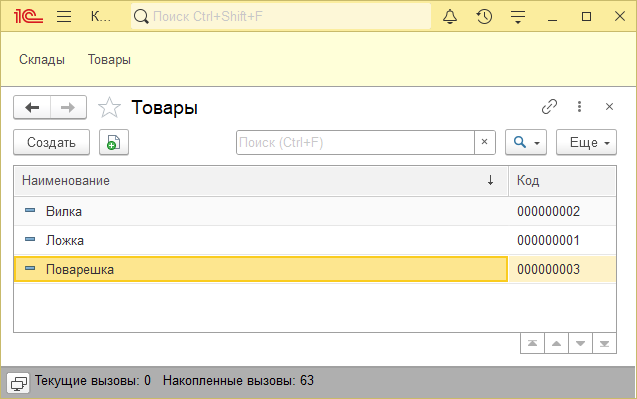 1С К... Поиск Ctrl+Shift+F
Склады Товары
Товары
Создать Поиск (Ctrl+F) × Еще
Наименование ↓ Код
Вилка 000000002
Ложка 000000001
Поварешка 000000003
Текущие вызовы: 0 Накопленные вызовы: 63